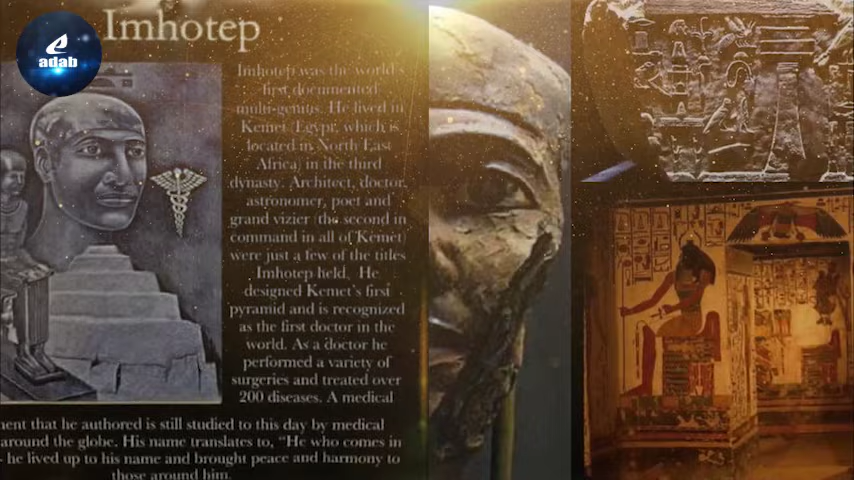 e
adab
Imhotep
Imhotep was the world's
first documented
multi-genius. He lived in
Kemet (Egypt, which is
located in North East
Africa) in the third
dynasty. Architect, doctor,
astronomer, poet and
grand vizier (the second in
command in all of Kemet)
were just a few of the titles
Imhotep held. He
designed Kemet's first
pyramid and is recognized
as the first doctor in the
world. As a doctor he
performed a variety of
surgeries and treated over
200 diseases. A medical
that he authored is still studied to this day by medical
around the globe. His name translates to, "He who comes in
- he lived up to his name and brought peace and harmony to
those around him.